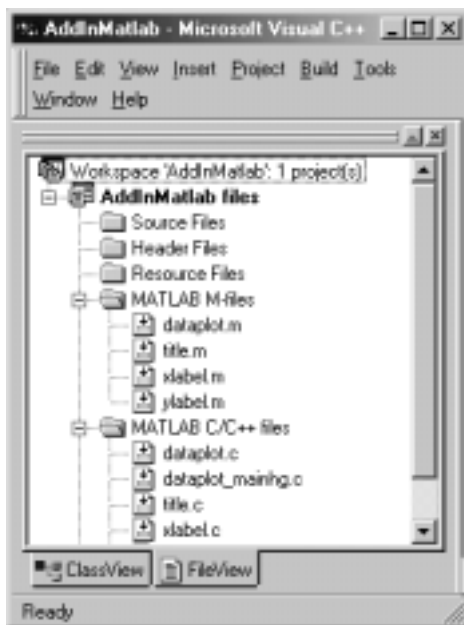 AddInMatlab - Microsoft Visual C++
File Edit View Insert Project Build Tools
Window Help
Workspace 'AddInMatlab': 1 project(s)
AddInMatlab files
Source Files
Header Files
Resource Files
MATLAB M-files
dataplot.m
title.m
xlabel.m
ylabel.m
MATLAB C/C++ files
dataplot.c
dataplot_mainhg.c
title.c
xlabel.c
ClassView FileView
Ready